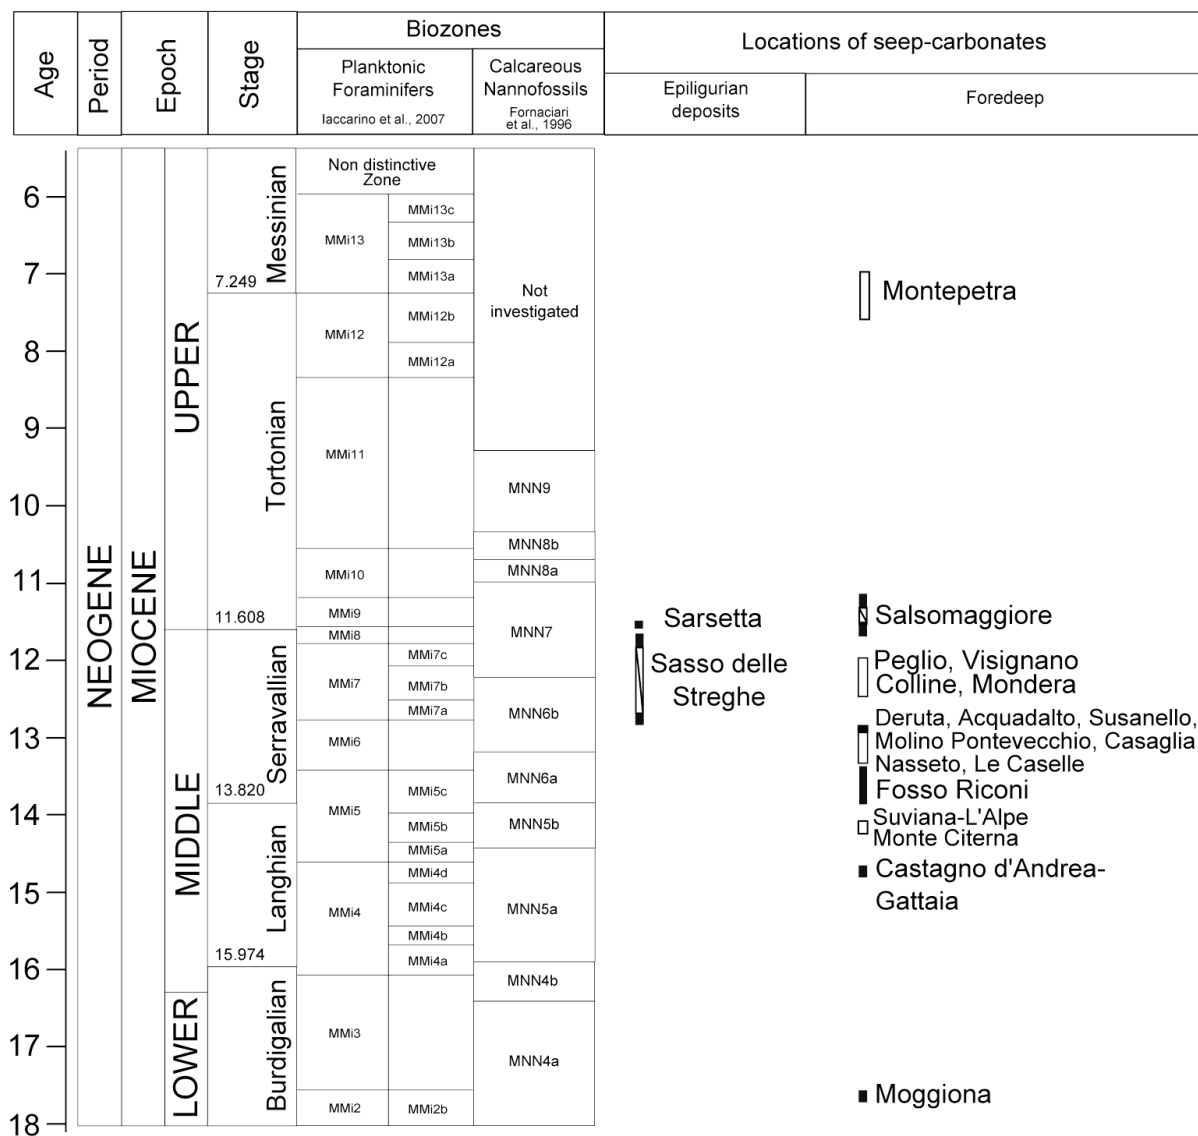 Age
Period
Epoch
Stage
Biozones
Planktonic
Foraminifers
Iaccarino et al., 2007
Calcareous
Nannofossils
Fornaciari
et al., 1996
Locations of seep-carbonates
Epiligurian
deposits
Foredeep
6
7
8
9
10
11
12
13
14
15
16
17
18
NEOGENE
MIOCENE
UPPER
MIDDLE
LOWER
Messinian
7.249
Tortonian
11.608
Serravallian
13.820
Langhian
15.974
Burdigalian
Non distinctive
Zone
MMi13
MMi12
MMi11
MMi10
MMi9
MMi8
MMi7
MMi6
MMi5
MMi4
MMi3
MMi2
MMi13c
MMi13b
MMi13a
MMi12b
MMi12a
MMi7c
MMi7b
MMi7a
MMi5c
MMi5b
MMi5a
MMi4d
MMi4c
MMi4b
MMi4a
MMi2b
Not
investigated
MNN9
MNN8b
MNN8a
MNN7
MNN6b
MNN6a
MNN5b
MNN5a
MNN4b
MNN4a
Sarsetta
Sasso delle
Streghe
Montepetra
Salsomaggiore
Peglio, Visignano
Colline, Mondera
Deruta, Acquadalto, Susanello,
Molino Pontevecchio, Casaglia,
Nasseto, Le Caselle
Fosso Riconi
Suviana-L'Alpe
Monte Citerna
Castagno d'Andrea-
Gattaia
Moggiona